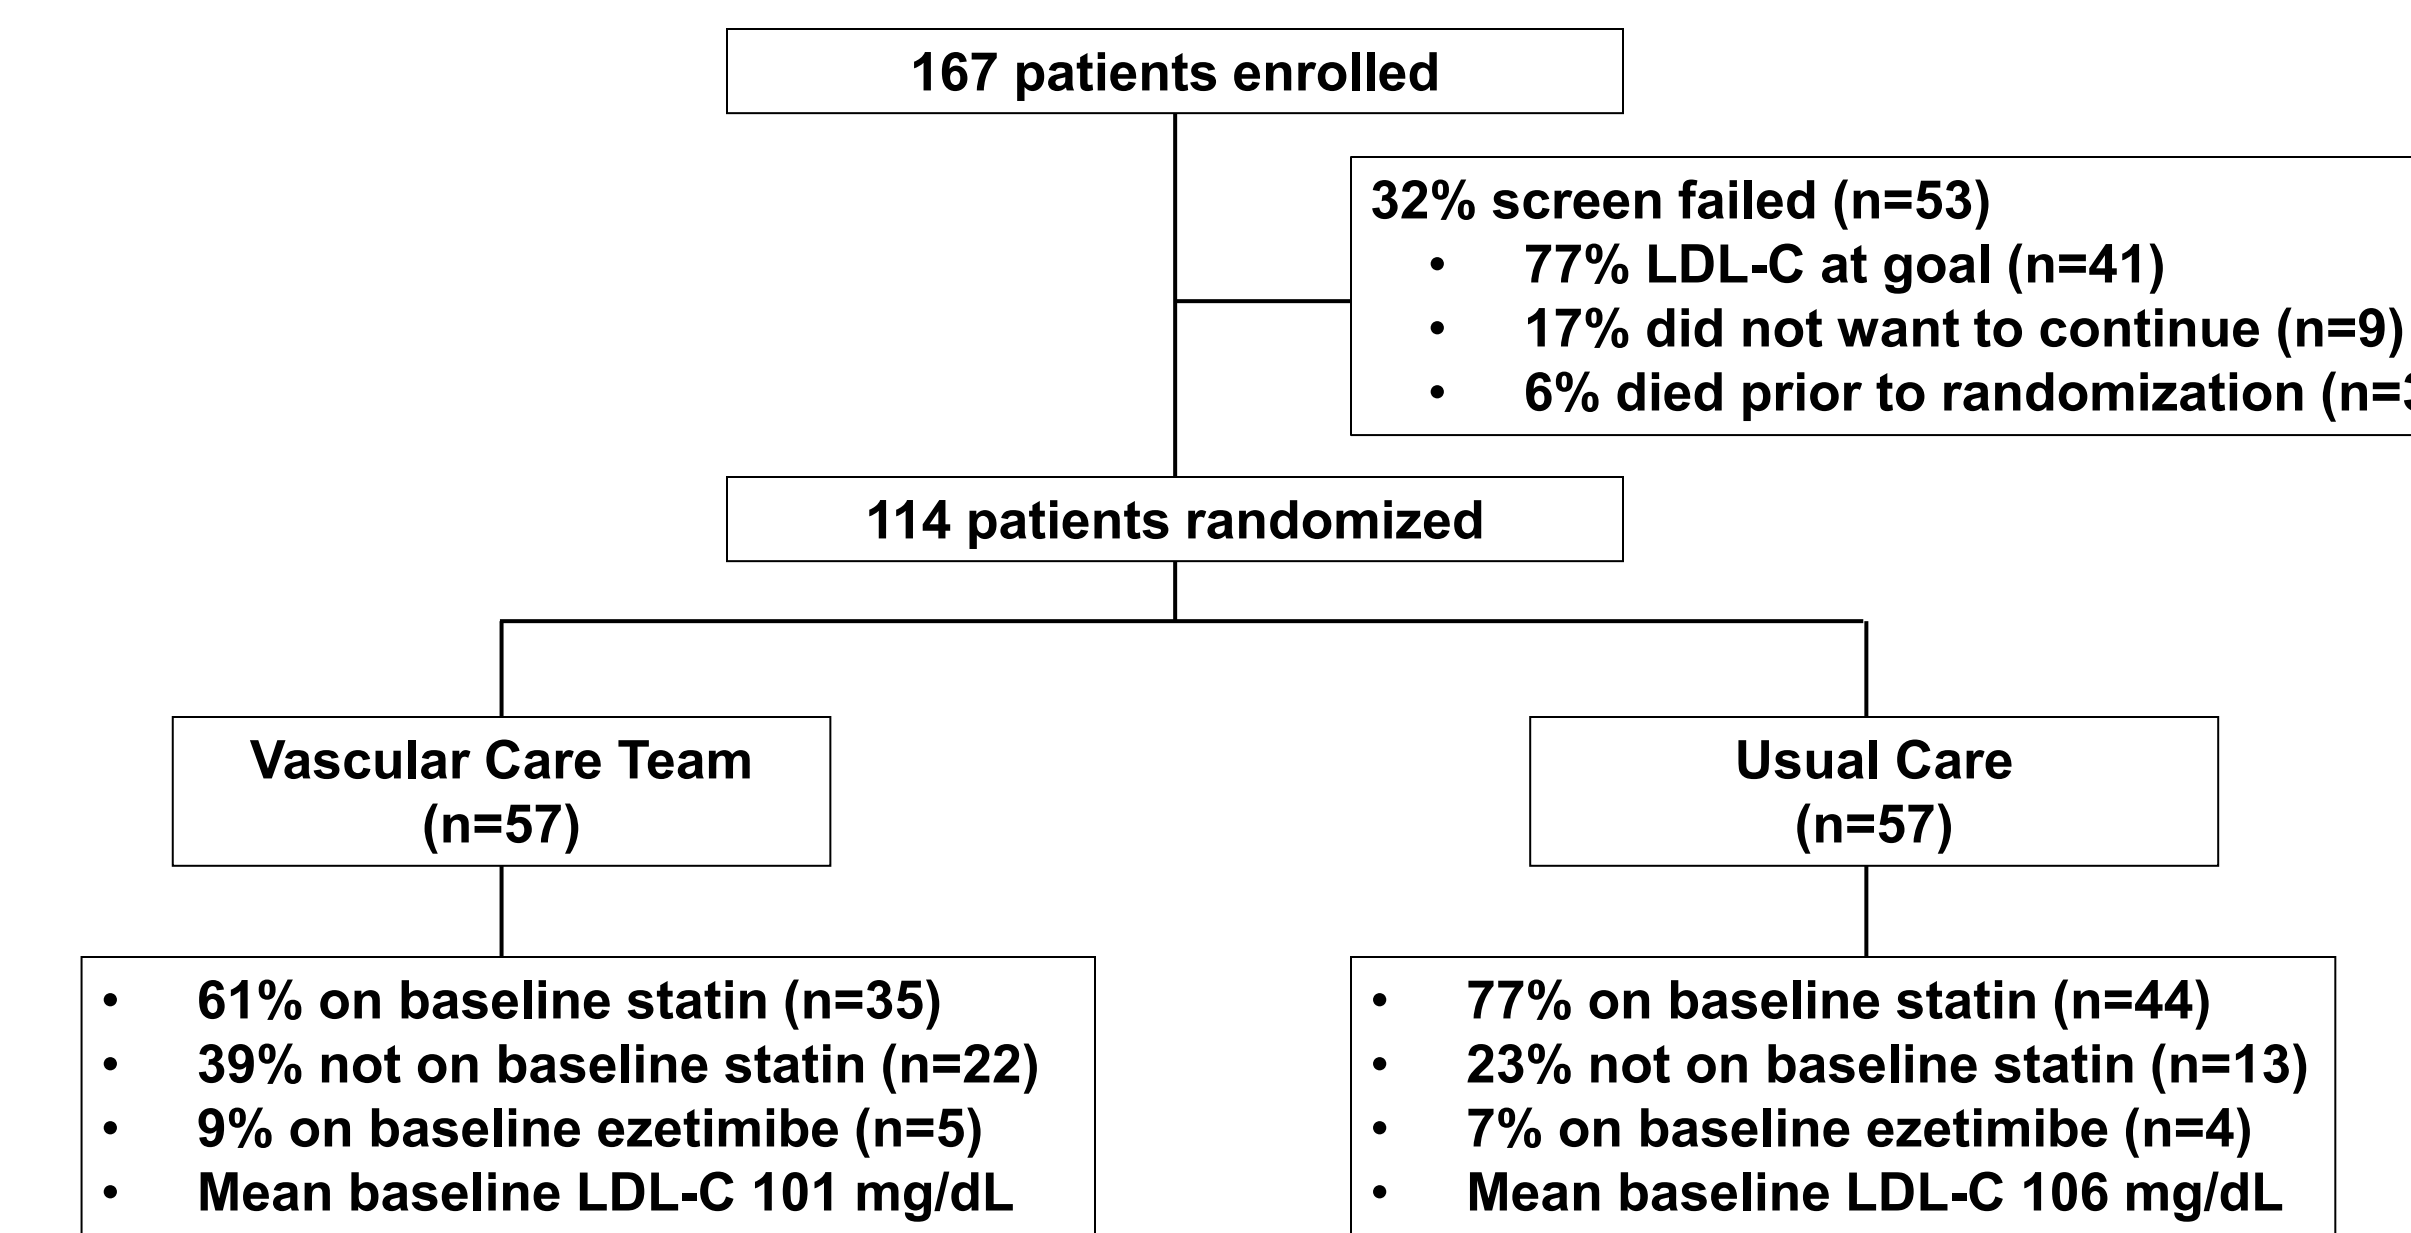 167 patients enrolled
32% screen failed (n=53)
• 77% LDL-C at goal (n=41)
• 17% did not want to continue (n=9)
• 6% died prior to randomization (n=3
114 patients randomized
Vascular Care Team
(n=57)
Usual Care
(n=57)
• 61% on baseline statin (n=35)
• 39% not on baseline statin (n=22)
• 9% on baseline ezetimibe (n=5)
• Mean baseline LDL-C 101 mg/dL
• 77% on baseline statin (n=44)
• 23% not on baseline statin (n=13)
• 7% on baseline ezetimibe (n=4)
• Mean baseline LDL-C 106 mg/dL